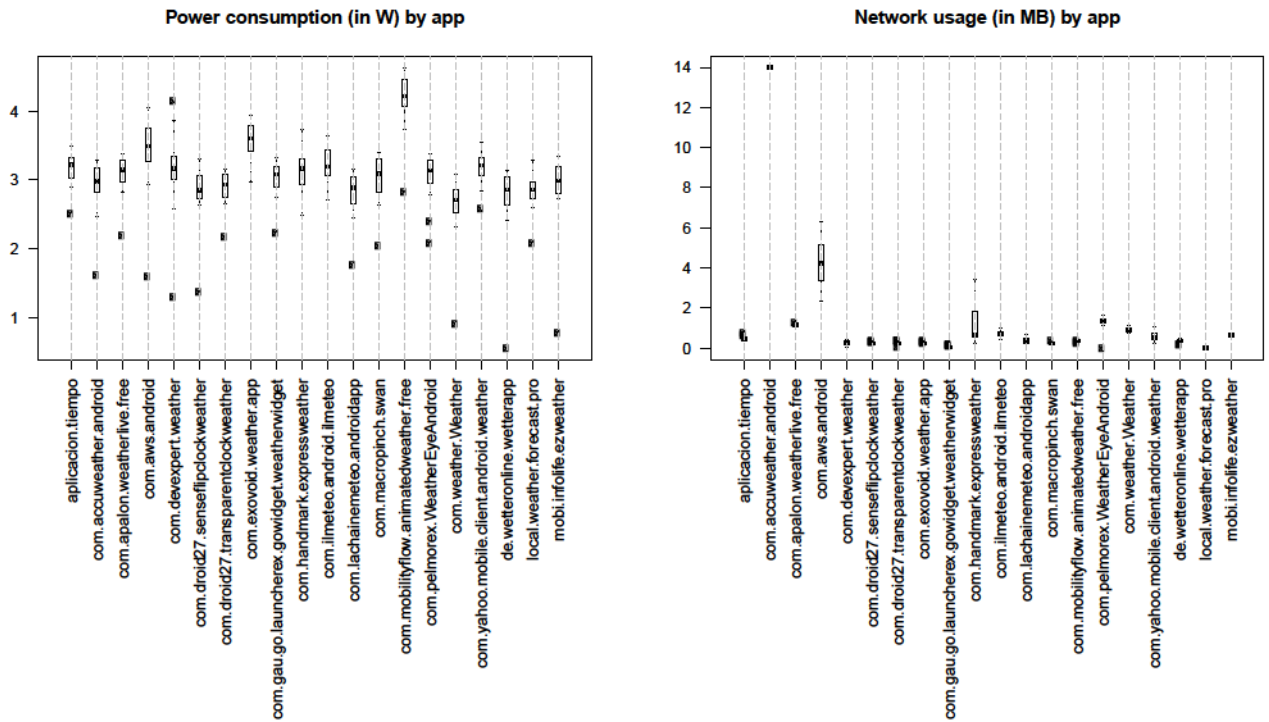 Power consumption (in W) by app
4
3
2
1
aplicacion.tiempo
com.accuweather.android
com.apalon.weatherlive.free
com.aws.android
com.devexpert.weather
com.droid27.senseflipclockweather
com.droid27.transparentclockweather
com.exovoid.weather.app
com.gau.go.launcherex.gowidget.weatherwidget
com.handmark.expressweather
com.ilmeteo.android.ilmeteo
com.lachainemeteo.androidapp
com.macropinch.swan
com.mobilityflow.animatedweather.free
com.pelmorex.WeatherEyeAndroid
com.weather.Weather
com.yahoo.mobile.client.android.weather
de.wetteronline.wetterapp
local.weather.forecast.pro
mobi.infolife.ezweather
Network usage (in MB) by app
14
12
10
8
6
4
2
0
aplicacion.tiempo
com.accuweather.android
com.apalon.weatherlive.free
com.aws.android
com.devexpert.weather
com.droid27.senseflipclockweather
com.droid27.transparentclockweather
com.exovoid.weather.app
com.gau.go.launcherex.gowidget.weatherwidget
com.handmark.expressweather
com.ilmeteo.android.ilmeteo
com.lachainemeteo.androidapp
com.macropinch.swan
com.mobilityflow.animatedweather.free
com.pelmorex.WeatherEyeAndroid
com.weather.Weather
com.yahoo.mobile.client.android.weather
de.wetteronline.wetterapp
local.weather.forecast.pro
mobi.infolife.ezweather